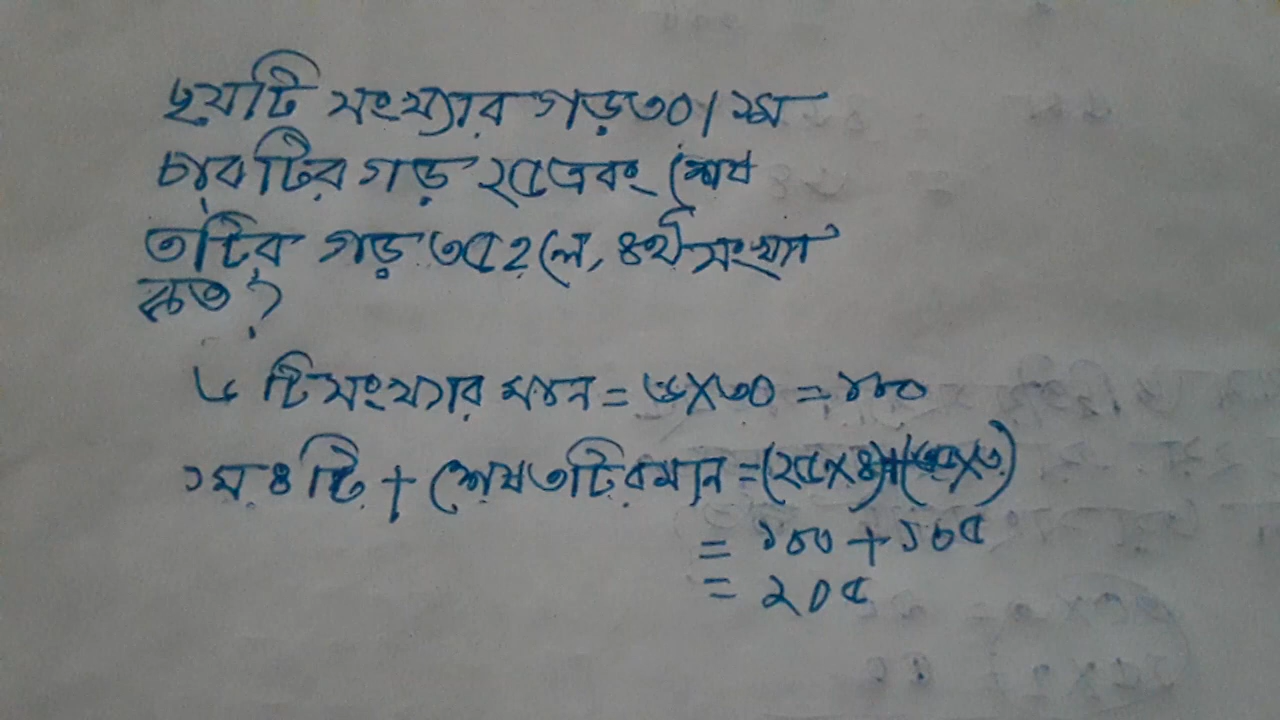 ছয়টি সংখ্যার গড় ৩০। ১ম
চারটির গড় ২৫ এবং শেষ
৩টির গড় ৩৫ হলে, ৪র্থ সংখ্যা
কত?
৬ টি সংখ্যার মান = ৬×৩০ = ১৮০
১ম ৪ টি + শেষ ৩টির মান = (২৫×৪)+(৩৫×৩)
= ১০০ + ১০৫
= ২০৫